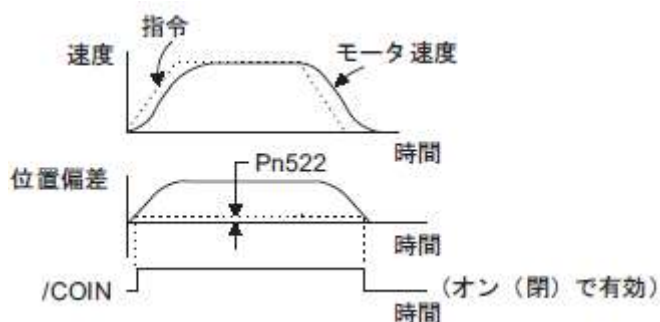 指令
速度
モータ速度
時間
Pn522
位置偏差
時間
/COIN
(オン（閉）で有効)
時間